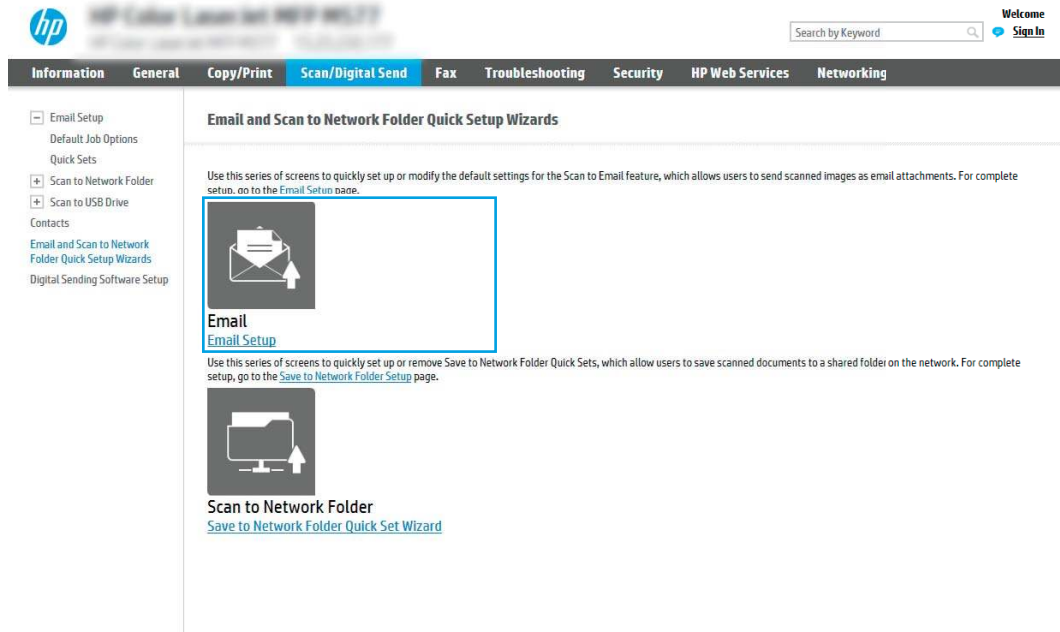 hp
Welcome
Search by Keyword
Sign In
Information General Copy/Print Scan/Digital Send Fax Troubleshooting Security HP Web Services Networking
Email Setup
Default Job Options
Quick Sets
Scan to Network Folder
Scan to USB Drive
Contacts
Email and Scan to Network
Folder Quick Setup Wizards
Digital Sending Software Setup
Email and Scan to Network Folder Quick Setup Wizards
Use this series of screens to quickly set up or modify the default settings for the Scan to Email feature, which allows users to send scanned images as email attachments. For complete
setup, go to the Email Setup page.
Email
Email Setup
Use this series of screens to quickly set up or remove Save to Network Folder Quick Sets, which allow users to save scanned documents to a shared folder on the network. For complete
setup, go to the Save to Network Folder Setup page.
Scan to Network Folder
Save to Network Folder Quick Set Wizard